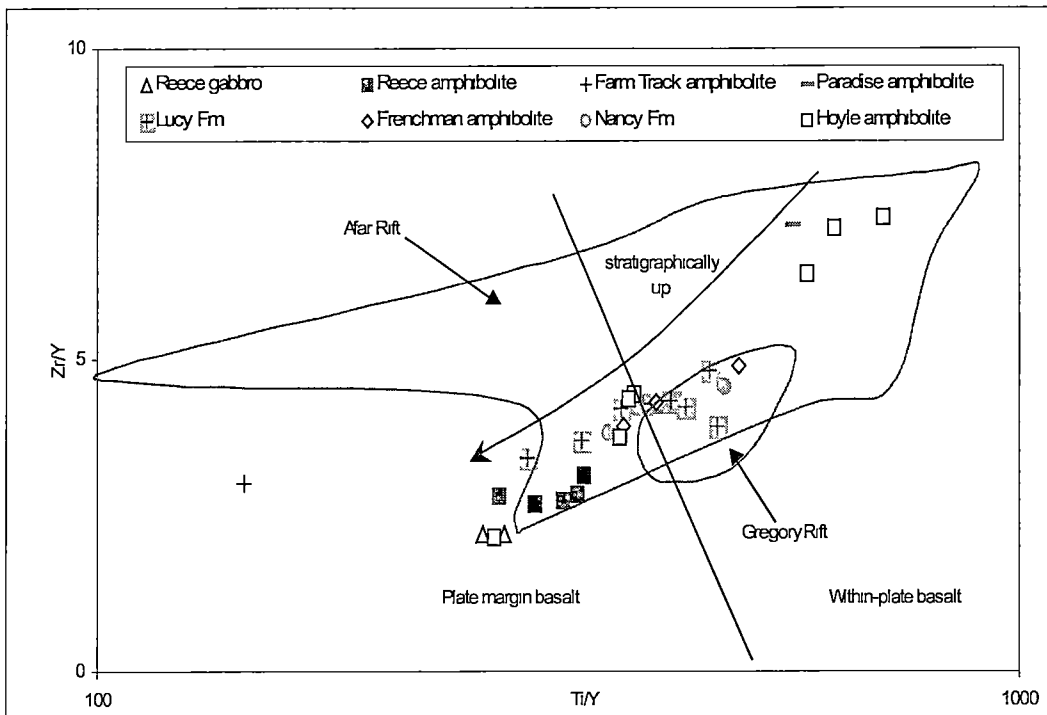 10
Reece gabbro
Reece amphibolite
Farm Track amphibolite
Paradise amphibolite
Lucy Fm
Frenchman amphibolite
Nancy Fm
Hoyle amphibolite
Afar Rift
stratigraphically
up
5
Zr/Y
Gregory Rift
Plate margin basalt
Within-plate basalt
0
100
Ti/Y
1000